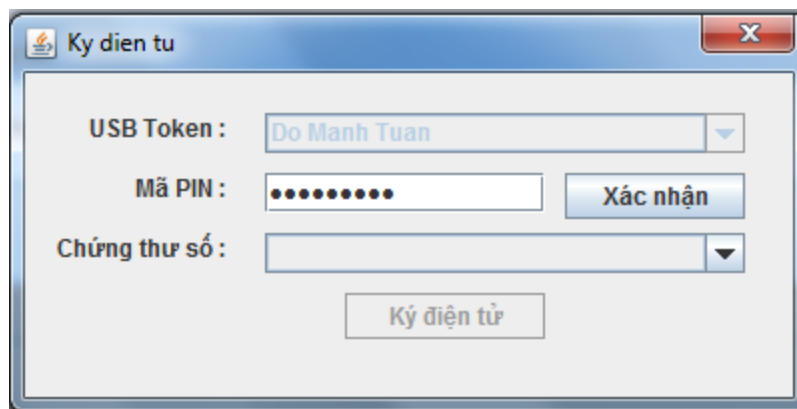 Ky dien tu
USB Token :
Do Manh Tuan
Mã PIN :
•••••••••
Xác nhận
Chứng thư số :
Ký điện tử